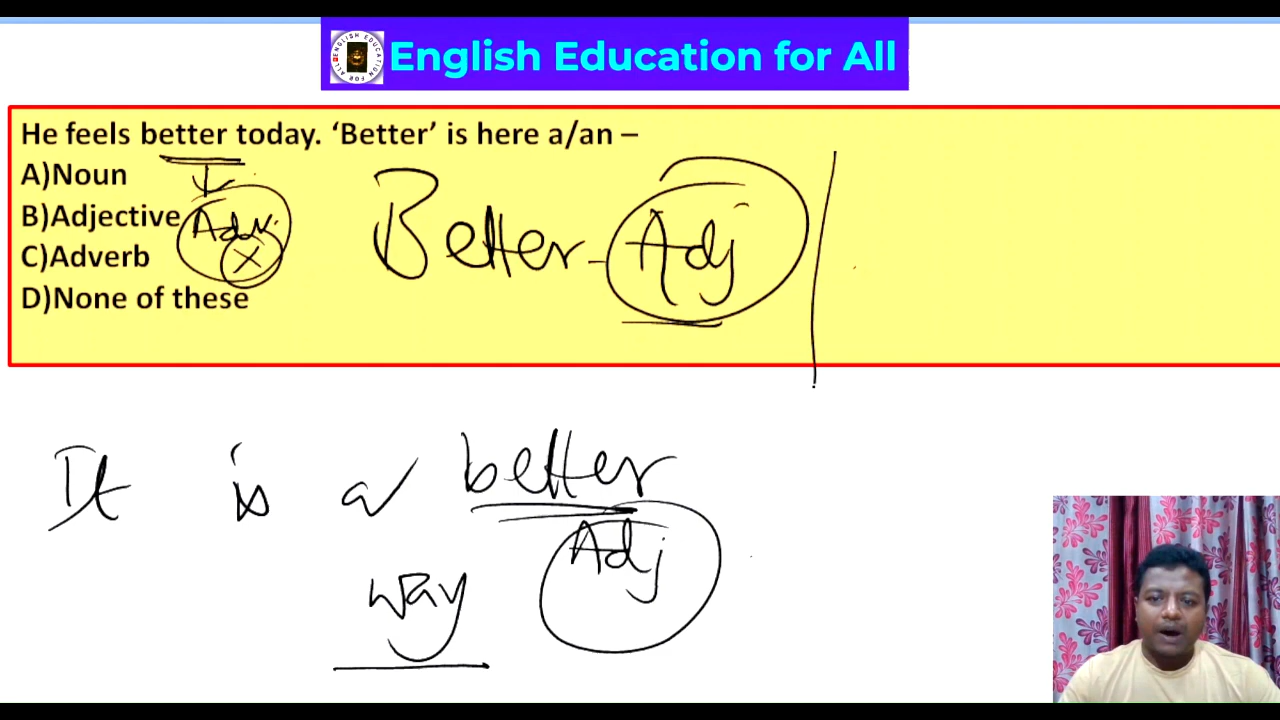 English Education for All
He feels better today. ‘Better’ is here a/an –
A)Noun
B)Adjective
C)Adverb
D)None of these
Adv.
X
Better - Adj
It is a better
Adj
way